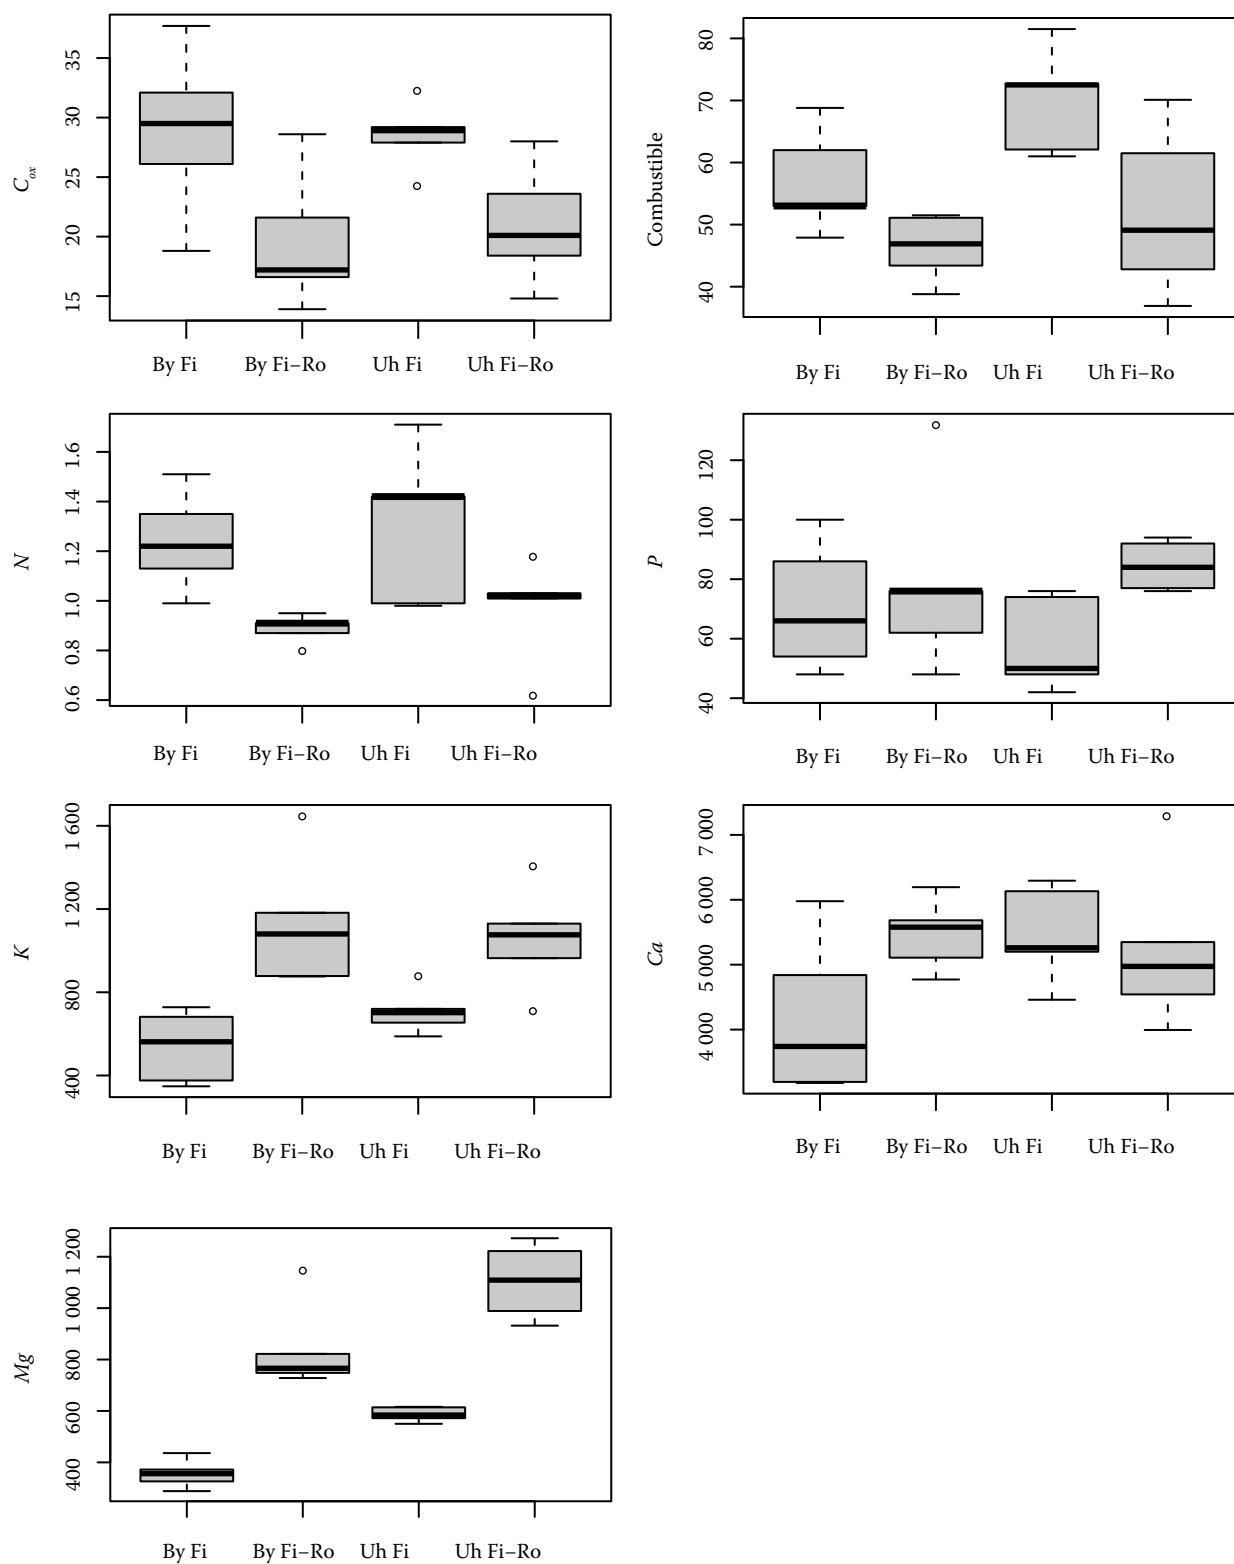 C_ox
35
30
25
20
15
By Fi By Fi–Ro Uh Fi Uh Fi–Ro
Combustible
80
70
60
50
40
By Fi By Fi–Ro Uh Fi Uh Fi–Ro
N
1.6
1.4
1.2
1.0
0.8
0.6
By Fi By Fi–Ro Uh Fi Uh Fi–Ro
P
120
100
80
60
40
By Fi By Fi–Ro Uh Fi Uh Fi–Ro
K
1 600
1 200
800
400
By Fi By Fi–Ro Uh Fi Uh Fi–Ro
Ca
7 000
6 000
5 000
4 000
By Fi By Fi–Ro Uh Fi Uh Fi–Ro
Mg
1 200
1 000
800
600
400
By Fi By Fi–Ro Uh Fi Uh Fi–Ro